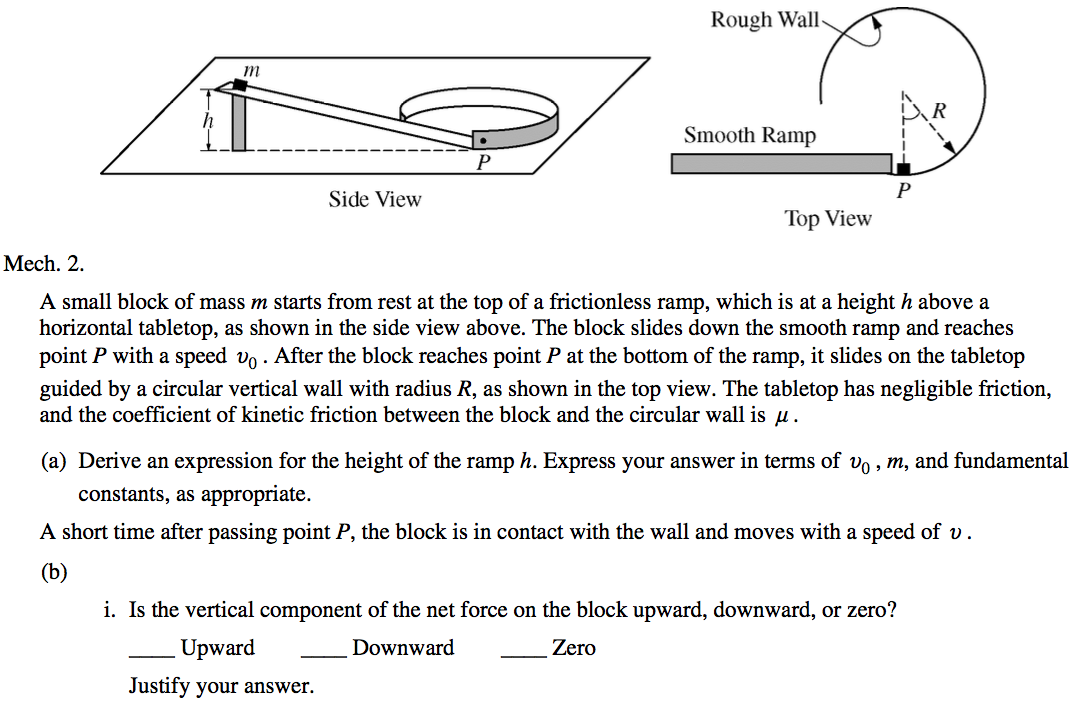 Rough Wall
m
h
R
Smooth Ramp
P
P
Side View
Top View
Mech. 2.
A small block of mass m starts from rest at the top of a frictionless ramp, which is at a height h above a
horizontal tabletop, as shown in the side view above. The block slides down the smooth ramp and reaches
point P with a speed υ₀ . After the block reaches point P at the bottom of the ramp, it slides on the tabletop
guided by a circular vertical wall with radius R, as shown in the top view. The tabletop has negligible friction,
and the coefficient of kinetic friction between the block and the circular wall is μ .
(a) Derive an expression for the height of the ramp h. Express your answer in terms of υ₀ , m, and fundamental
constants, as appropriate.
A short time after passing point P, the block is in contact with the wall and moves with a speed of υ .
(b)
i. Is the vertical component of the net force on the block upward, downward, or zero?
____ Upward ____ Downward ____ Zero
Justify your answer.